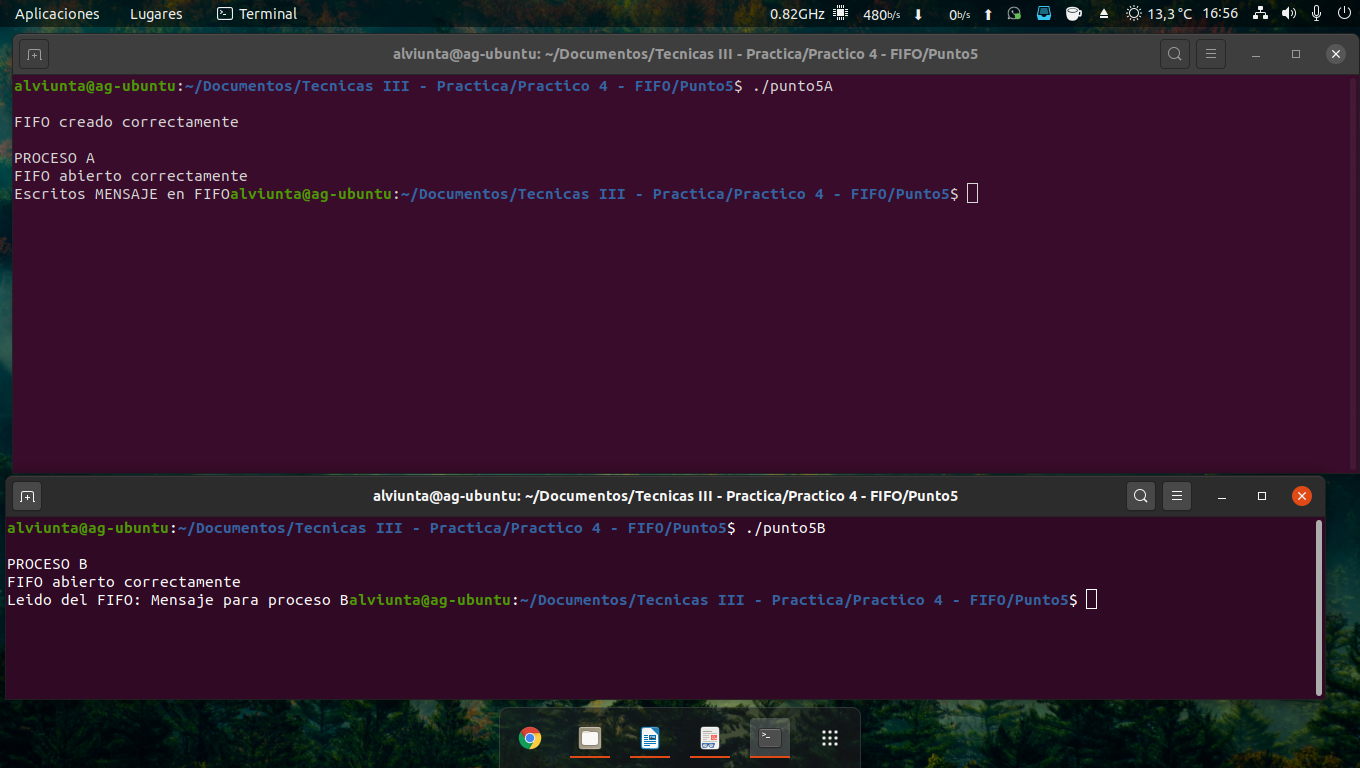 Aplicaciones Lugares Terminal 0.82GHz 480b/s 0b/s 13,3 °C 16:56
alviunta@ag-ubuntu: ~/Documentos/Tecnicas III - Practica/Practico 4 - FIFO/Punto5
alviunta@ag-ubuntu:~/Documentos/Tecnicas III - Practica/Practico 4 - FIFO/Punto5$ ./punto5A
FIFO creado correctamente
PROCESO A
FIFO abierto correctamente
Escritos MENSAJE en FIFOalviunta@ag-ubuntu:~/Documentos/Tecnicas III - Practica/Practico 4 - FIFO/Punto5$
alviunta@ag-ubuntu: ~/Documentos/Tecnicas III - Practica/Practico 4 - FIFO/Punto5
alviunta@ag-ubuntu:~/Documentos/Tecnicas III - Practica/Practico 4 - FIFO/Punto5$ ./punto5B
PROCESO B
FIFO abierto correctamente
Leido del FIFO: Mensaje para proceso Balviunta@ag-ubuntu:~/Documentos/Tecnicas III - Practica/Practico 4 - FIFO/Punto5$